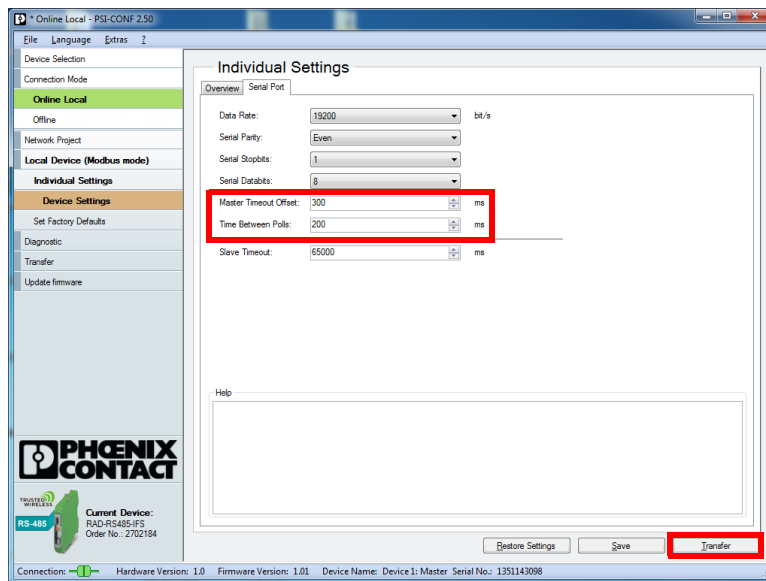 * Online Local - PSI-CONF 2.50
File Language Extras ?
Device Selection
Connection Mode
Online Local
Offline
Network Project
Local Device (Modbus mode)
Individual Settings
Device Settings
Set Factory Defaults
Diagnostic
Transfer
Update firmware
Individual Settings
Overview Serial Port
Data Rate: 19200 bit/s
Serial Parity: Even
Serial Stopbits: 1
Serial Databits: 8
Master Timeout Offset: 300 ms
Time Between Polls: 200 ms
Slave Timeout: 65000 ms
Help
PHŒNIX
CONTACT
TRUSTED
WIRELESS
RS-485
Current Device:
RAD-RS485-IFS
Order No.: 2702184
Restore Settings Save Transfer
Connection: Hardware Version: 1.0 Firmware Version: 1.01 Device Name: Device 1: Master Serial No.: 1351143098